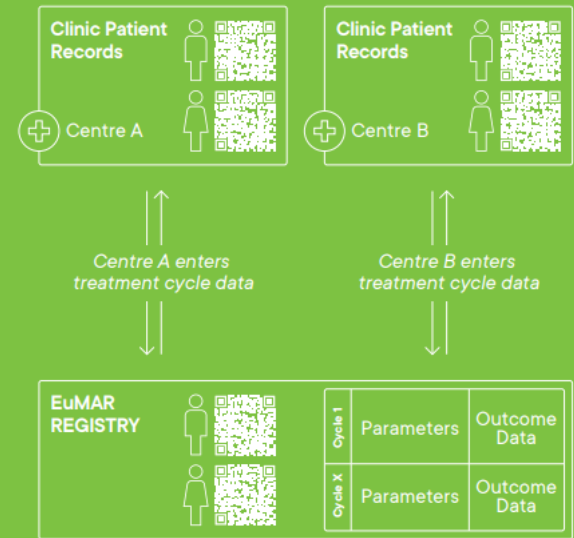 Clinic Patient
Records
Centre A
Clinic Patient
Records
Centre B
Centre A enters
treatment cycle data
Centre B enters
treatment cycle data
EuMAR
REGISTRY
Cycle 1
Parameters
Outcome
Data
Cycle X
Parameters
Outcome
Data